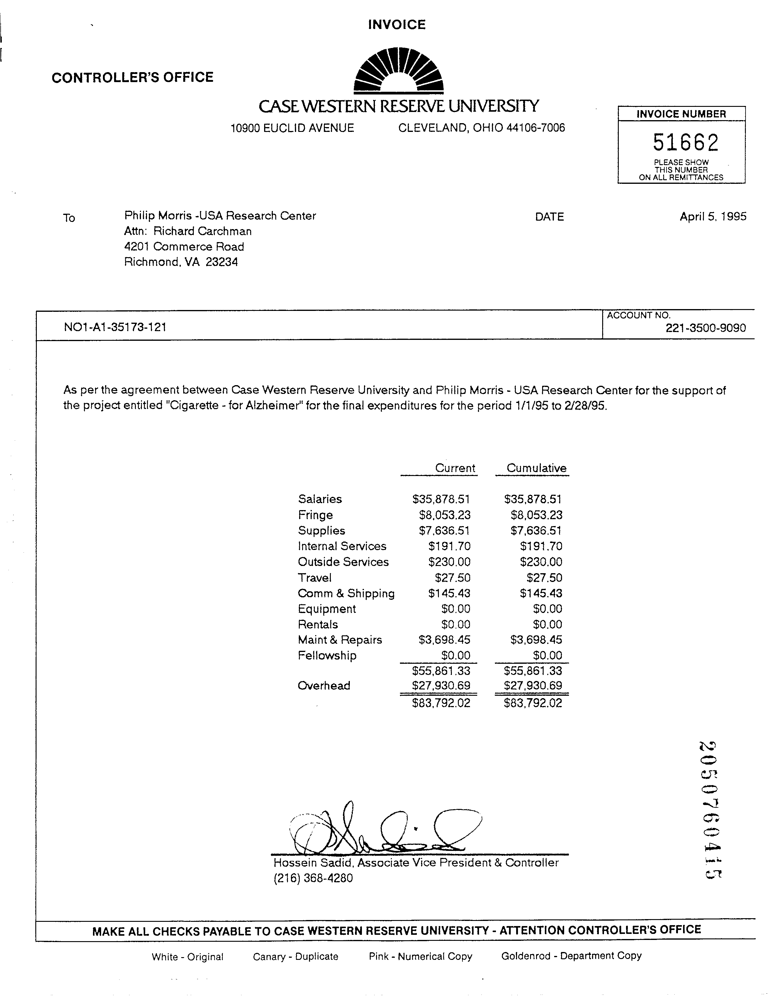 INVOICE
CONTROLLER'S OFFICE
CASE WESTERN RESERVE UNIVERSITY
10900 EUCLID AVENUE CLEVELAND, OHIO 44106-7006
INVOICE NUMBER
51662
PLEASE SHOW
THIS NUMBER
ON ALL REMITTANCES
To Philip Morris -USA Research Center DATE April 5, 1995
Attn: Richard Carchman
4201 Commerce Road
Richmond, VA 23234
ACCOUNT NO.
NO1-A1-35173-121 221-3500-9090
As per the agreement between Case Western Reserve University and Philip Morris - USA Research Center for the support of
the project entitled "Cigarette - for Alzheimer" for the final expenditures for the period 1/1/95 to 2/28/95.
Current Cumulative
Salaries $35,878.51 $35,878.51
Fringe $8,053.23 $8,053.23
Supplies $7,636.51 $7,636.51
Internal Services $191.70 $191.70
Outside Services $230.00 $230.00
Travel $27.50 $27.50
Comm & Shipping $145.43 $145.43
Equipment $0.00 $0.00
Rentals $0.00 $0.00
Maint & Repairs $3,698.45 $3,698.45
Fellowship $0.00 $0.00
$55,861.33 $55,861.33
Overhead $27,930.69 $27,930.69
$83,792.02 $83,792.02
Hossein Sadid, Associate Vice President & Controller
(216) 368-4280
2050760415
MAKE ALL CHECKS PAYABLE TO CASE WESTERN RESERVE UNIVERSITY - ATTENTION CONTROLLER'S OFFICE
White - Original Canary - Duplicate Pink - Numerical Copy Goldenrod - Department Copy